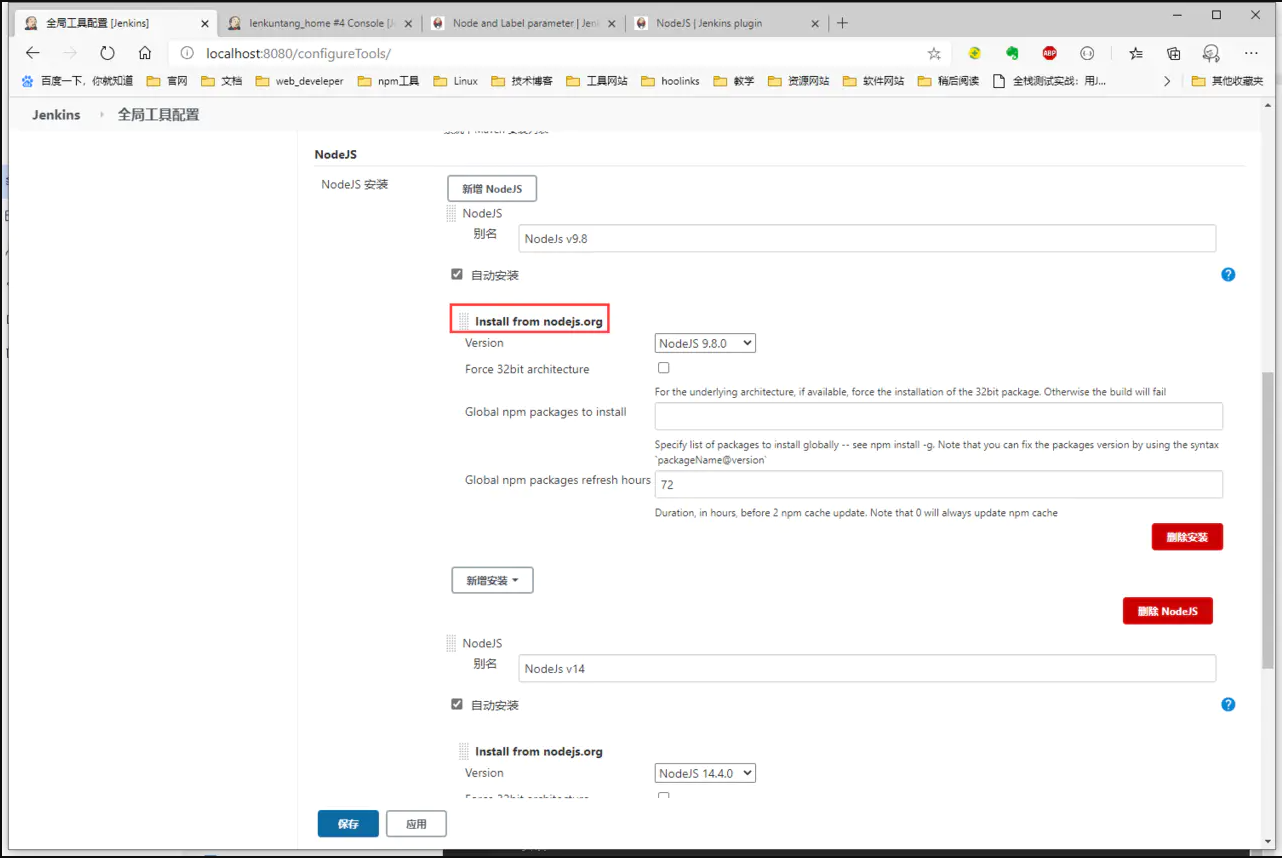 全局工具配置 [Jenkins]
lenkuntang_home #4 Console [J
Node and Label parameter | Jen
NodeJS | Jenkins plugin
localhost:8080/configureTools/
百度一下，你就知道
官网
文档
web_develeper
npm工具
Linux
技术博客
工具网站
hoolinks
教学
资源网站
软件网站
稍后阅读
全栈测试实战：用J...
其他收藏夹
Jenkins
全局工具配置
NodeJS
NodeJS 安装
新增 NodeJS
NodeJS
别名
NodeJs v9.8
自动安装
Install from nodejs.org
Version
NodeJS 9.8.0
Force 32bit architecture
For the underlying architecture, if available, force the installation of the 32bit package. Otherwise the build will fail
Global npm packages to install
Specify list of packages to install globally -- see npm install -g. Note that you can fix the packages version by using the syntax
`packageName@version`
Global npm packages refresh hours
72
Duration, in hours, before 2 npm cache update. Note that 0 will always update npm cache
删除安装
新增安装
删除 NodeJS
NodeJS
别名
NodeJs v14
自动安装
Install from nodejs.org
Version
NodeJS 14.4.0
Force 32bit architecture
保存
应用